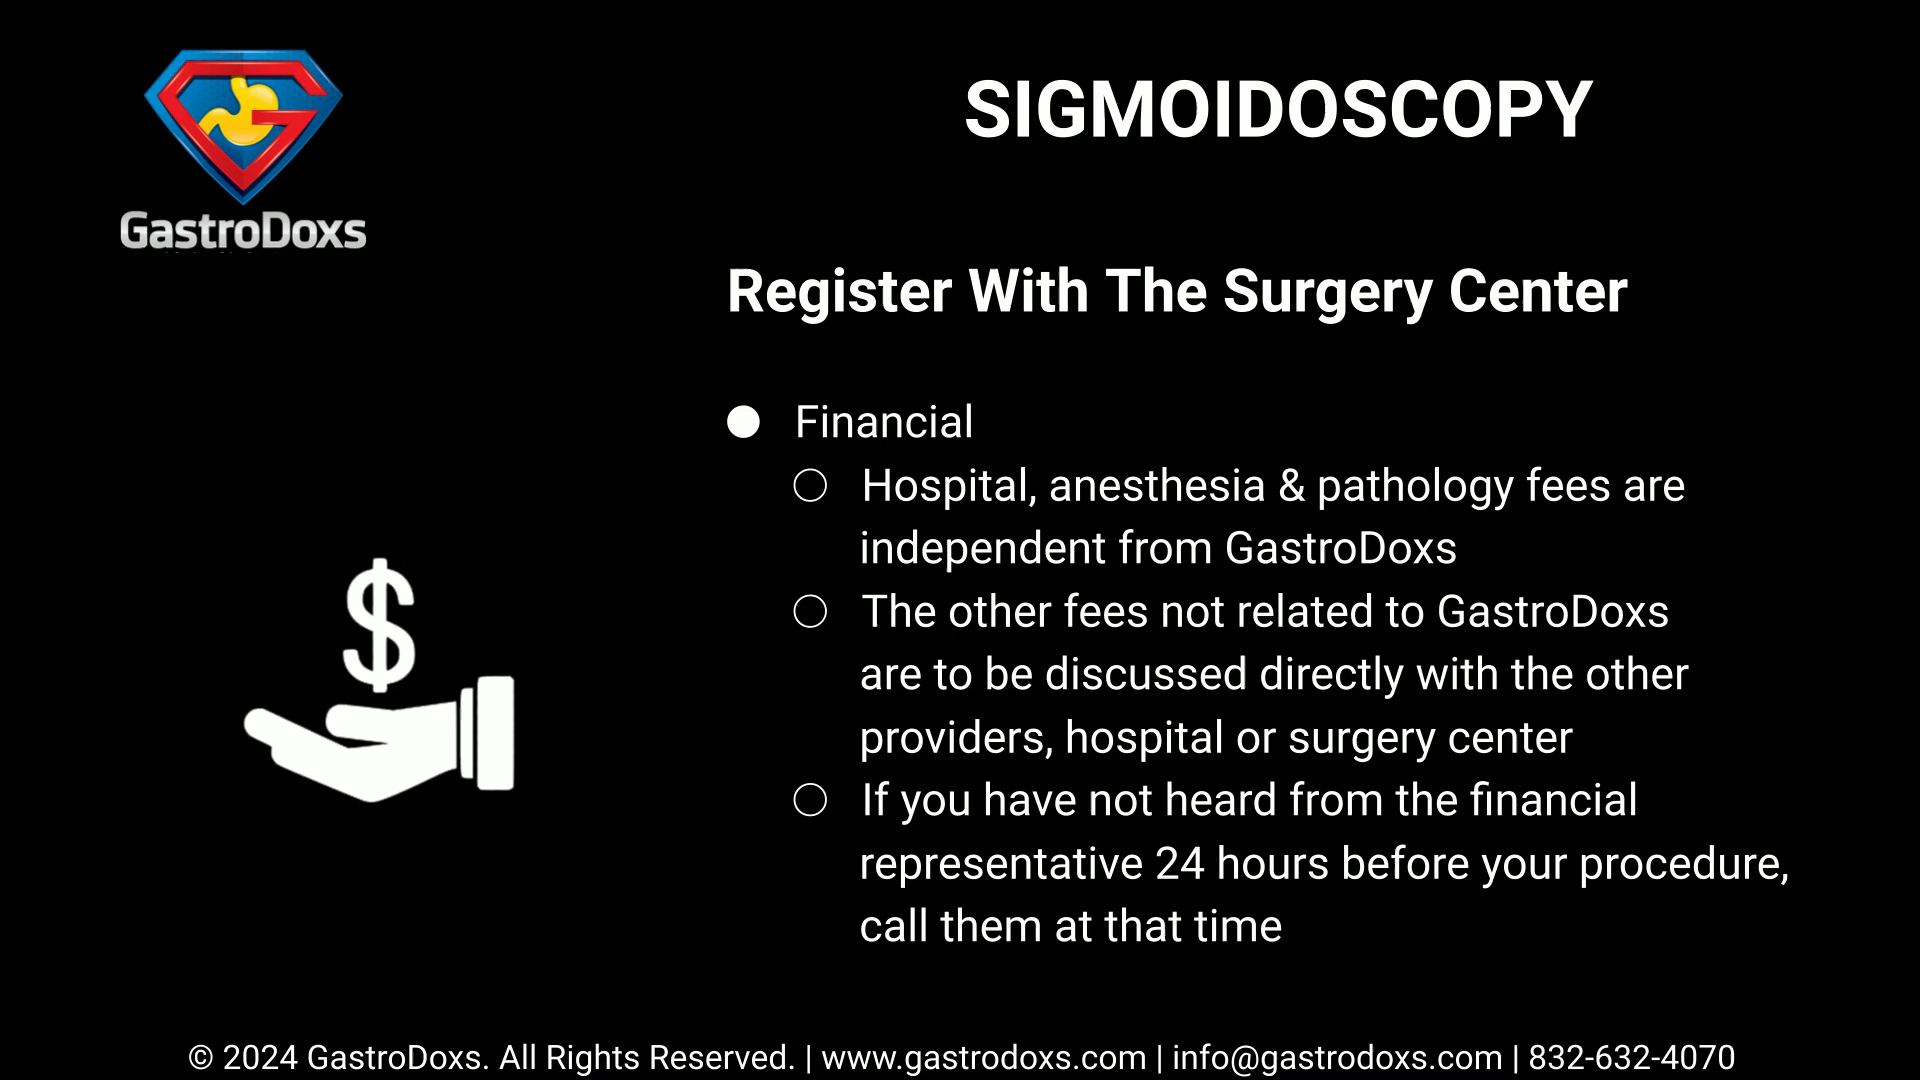 GastroDoxs
SIGMOIDOSCOPY
Register With The Surgery Center
● Financial
○ Hospital, anesthesia & pathology fees are
independent from GastroDoxs
○ The other fees not related to GastroDoxs
are to be discussed directly with the other
providers, hospital or surgery center
○ If you have not heard from the financial
representative 24 hours before your procedure,
call them at that time
$
© 2024 GastroDoxs. All Rights Reserved. | www.gastrodoxs.com | info@gastrodoxs.com | 832-632-4070